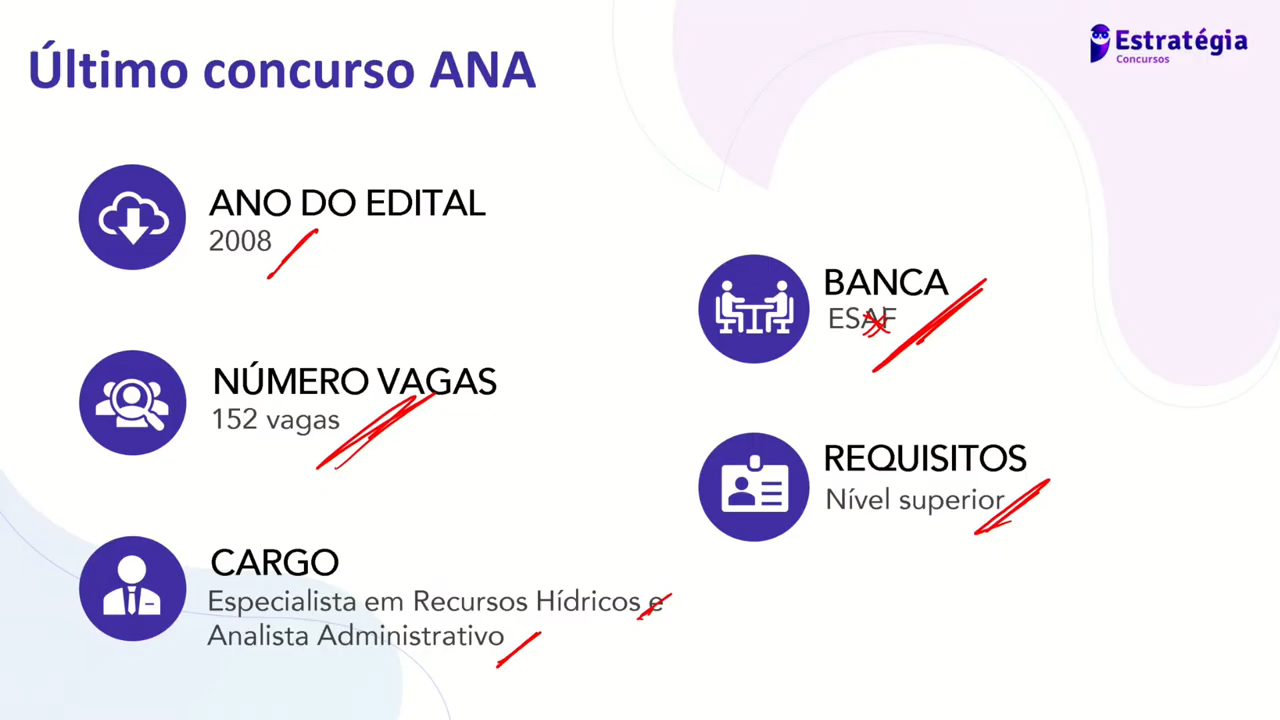 Último concurso ANA
Estratégia
Concursos
ANO DO EDITAL
2008
NÚMERO VAGAS
152 vagas
CARGO
Especialista em Recursos Hídricos e
Analista Administrativo
BANCA
ESAF
REQUISITOS
Nível superior